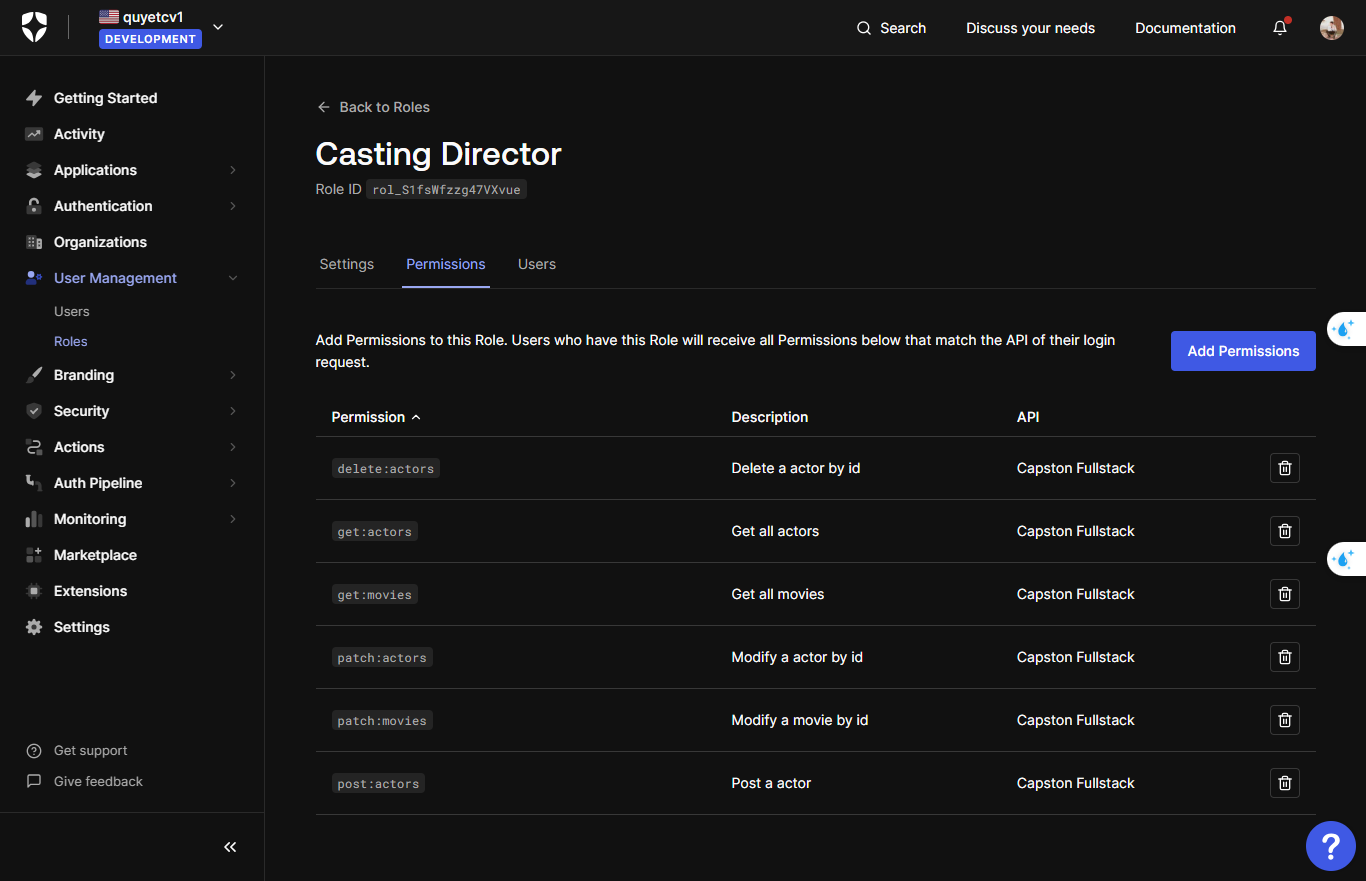 quyetcv1
DEVELOPMENT
Search
Discuss your needs
Documentation
Getting Started
Activity
Applications
Authentication
Organizations
User Management
Users
Roles
Branding
Security
Actions
Auth Pipeline
Monitoring
Marketplace
Extensions
Settings
Get support
Give feedback
Back to Roles
Casting Director
Role ID rol_S1fsWfzzg47VXvue
Settings Permissions Users
Add Permissions to this Role. Users who have this Role will receive all Permissions below that match the API of their login
request.
Add Permissions
Permission Description API
delete:actors Delete a actor by id Capston Fullstack
get:actors Get all actors Capston Fullstack
get:movies Get all movies Capston Fullstack
patch:actors Modify a actor by id Capston Fullstack
patch:movies Modify a movie by id Capston Fullstack
post:actors Post a actor Capston Fullstack
?